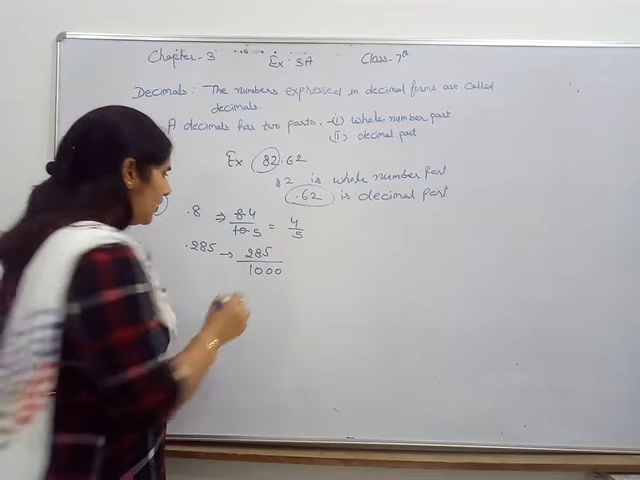 Chapter-3 Ex: 3A Class-7th
Decimals: The numbers expressed in decimal forms are called
decimals.
A decimals has two parts. -(i) whole number part
(ii) decimal part
Ex 82.62
82 is whole number part
.62 is decimal part
.8 ⇒ 8 4 / 10 5 = 4/5
.285 → 285/1000